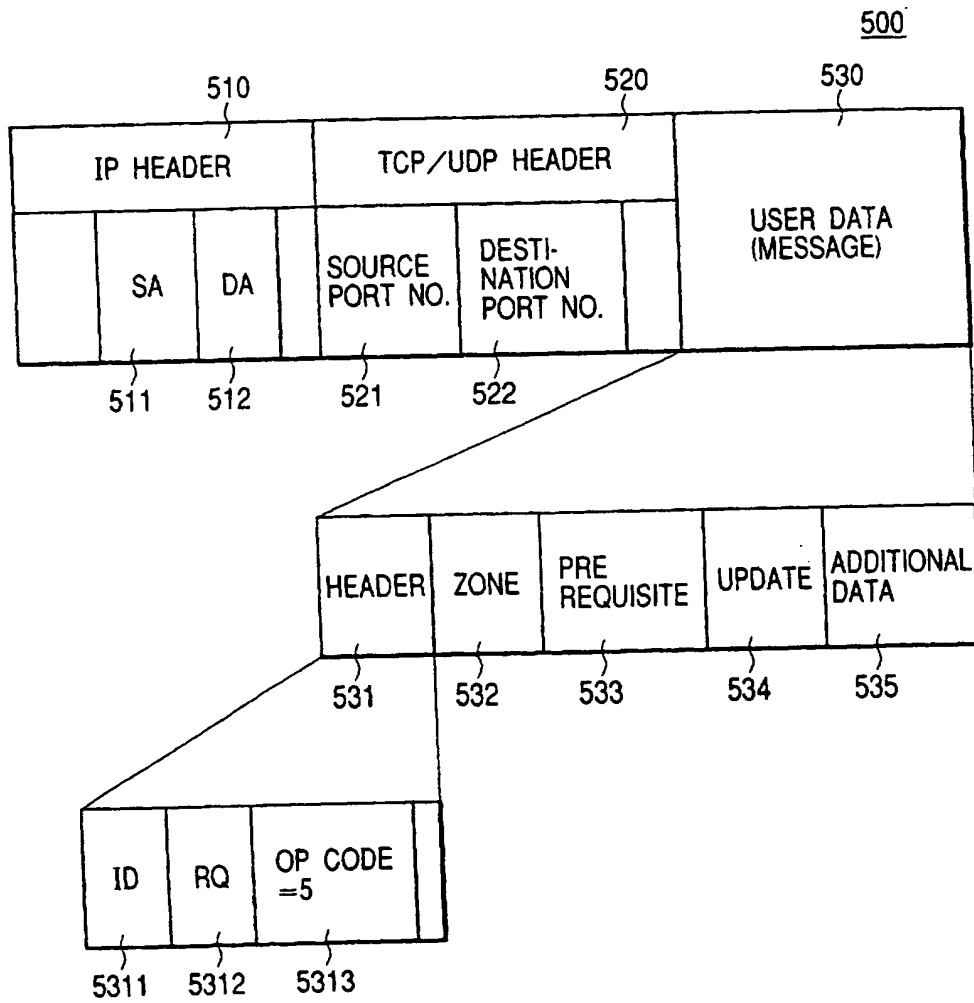 500
510
520
530
IP HEADER
TCP/UDP HEADER
USER DATA
(MESSAGE)
SA
DA
SOURCE
PORT NO.
DESTI-
NATION
PORT NO.
511
512
521
522
HEADER
ZONE
PRE
REQUISITE
UPDATE
ADDITIONAL
DATA
531
532
533
534
535
ID
RQ
OP CODE
=5
5311
5312
5313